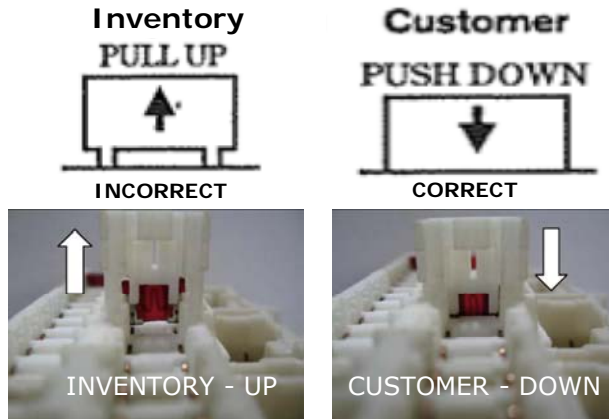 Inventory
PULL UP
INCORRECT
INVENTORY - UP
Customer
PUSH DOWN
CORRECT
CUSTOMER - DOWN